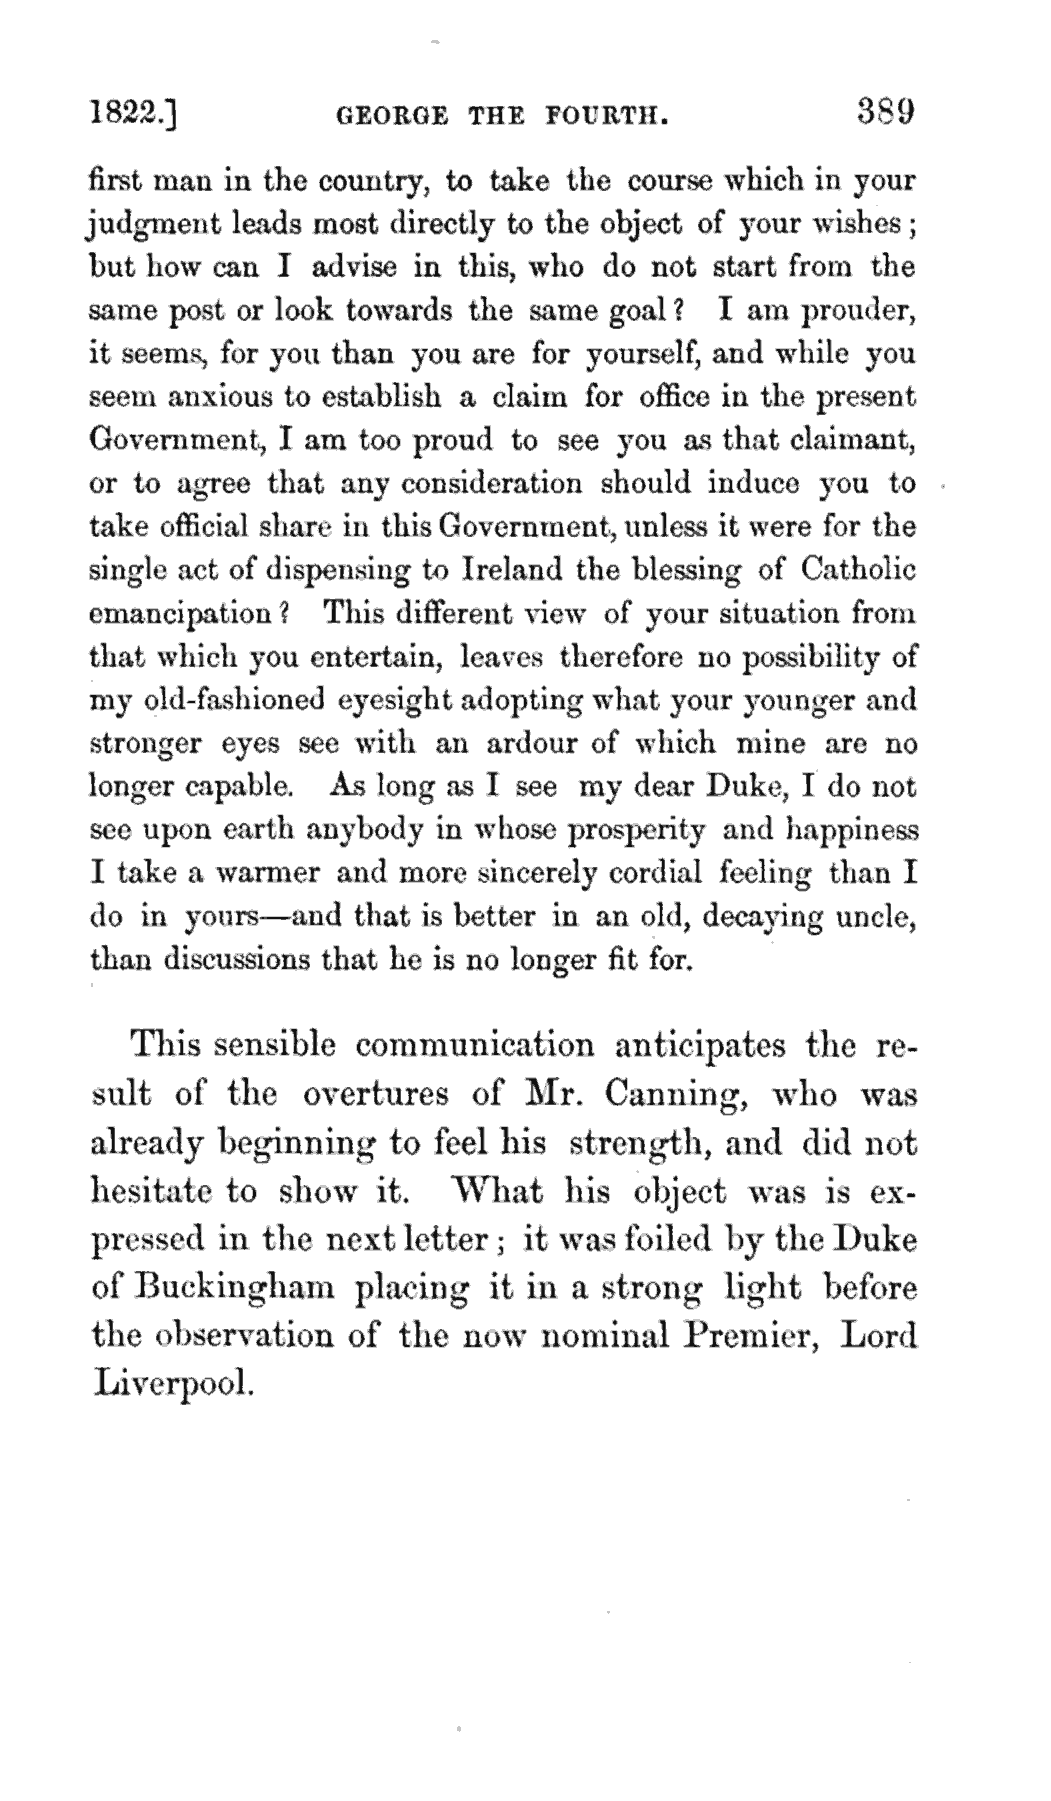 1822.] GEORGE THE FOURTH. 389
first man in the country, to take the course which in your
judgment leads most directly to the object of your wishes;
but how can I advise in this, who do not start from the
same post or look towards the same goal? I am prouder,
it seems, for you than you are for yourself, and while you
seem anxious to establish a claim for office in the present
Government, I am too proud to see you as that claimant,
or to agree that any consideration should induce you to
take official share in this Government, unless it were for the
single act of dispensing to Ireland the blessing of Catholic
emancipation? This different view of your situation from
that which you entertain, leaves therefore no possibility of
my old-fashioned eyesight adopting what your younger and
stronger eyes see with an ardour of which mine are no
longer capable. As long as I see my dear Duke, I do not
see upon earth anybody in whose prosperity and happiness
I take a warmer and more sincerely cordial feeling than I
do in yours—and that is better in an old, decaying uncle,
than discussions that he is no longer fit for.
This sensible communication anticipates the re-
sult of the overtures of Mr. Canning, who was
already beginning to feel his strength, and did not
hesitate to show it. What his object was is ex-
pressed in the next letter; it was foiled by the Duke
of Buckingham placing it in a strong light before
the observation of the now nominal Premier, Lord
Liverpool.